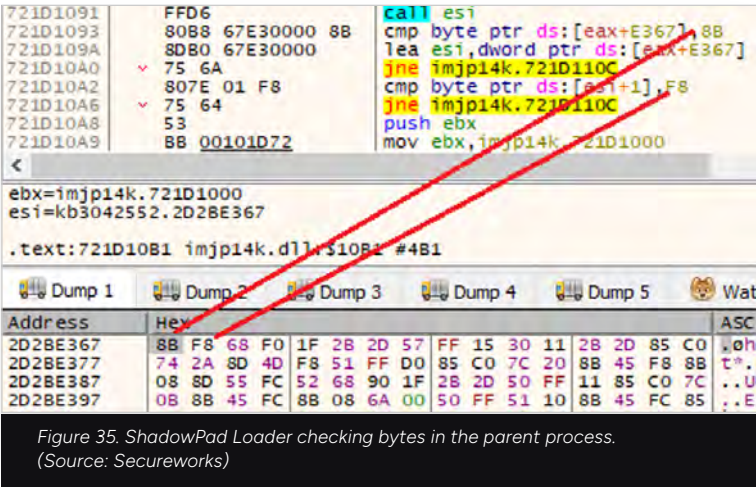 721D1091 FFD6 call esi
721D1093 80B8 67E30000 8B cmp byte ptr ds:[eax+E367],8B
721D109A 8DB0 67E30000 lea esi,dword ptr ds:[eax+E367]
721D10A0 75 6A jne imjp14k.721D110C
721D10A2 807E 01 F8 cmp byte ptr ds:[esi+1],F8
721D10A6 75 64 jne imjp14k.721D110C
721D10A8 53 push ebx
721D10A9 BB 00101D72 mov ebx,imjp14k.721D1000
ebx=imjp14k.721D1000
esi=kb3042552.2D2BE367
.text:721D10B1 imjp14k.dll:$10B1 #4B1
Dump 1 Dump 2 Dump 3 Dump 4 Dump 5 Wat
Address Hex ASC
2D2BE367 8B F8 68 F0 1F 2B 2D 57 FF 15 30 11 2B 2D 85 C0 .øh
2D2BE377 74 2A 8D 4D F8 51 FF D0 85 C0 7C 20 8B 45 F8 8B t*.
2D2BE387 08 8D 55 FC 52 68 90 1F 2B 2D 50 FF 11 85 C0 7C ..U
2D2BE397 0B 8B 45 FC 8B 08 6A 00 50 FF 51 10 8B 45 FC 85 ..E
Figure 35. ShadowPad Loader checking bytes in the parent process.
(Source: Secureworks)